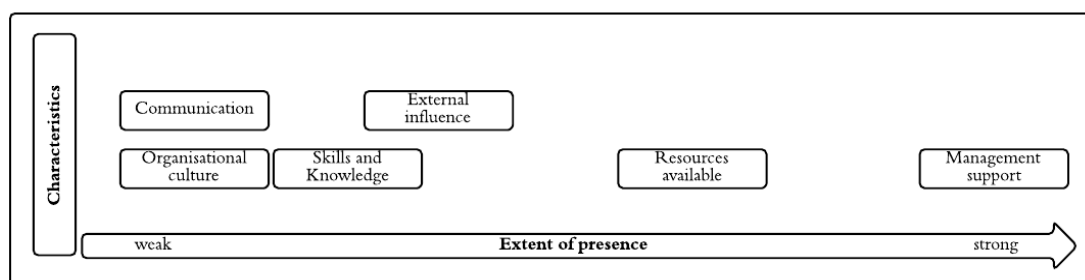 Characteristics
Communication
External
influence
Organisational
culture
Skills and
Knowledge
Resources
available
Management
support
weak
Extent of presence
strong